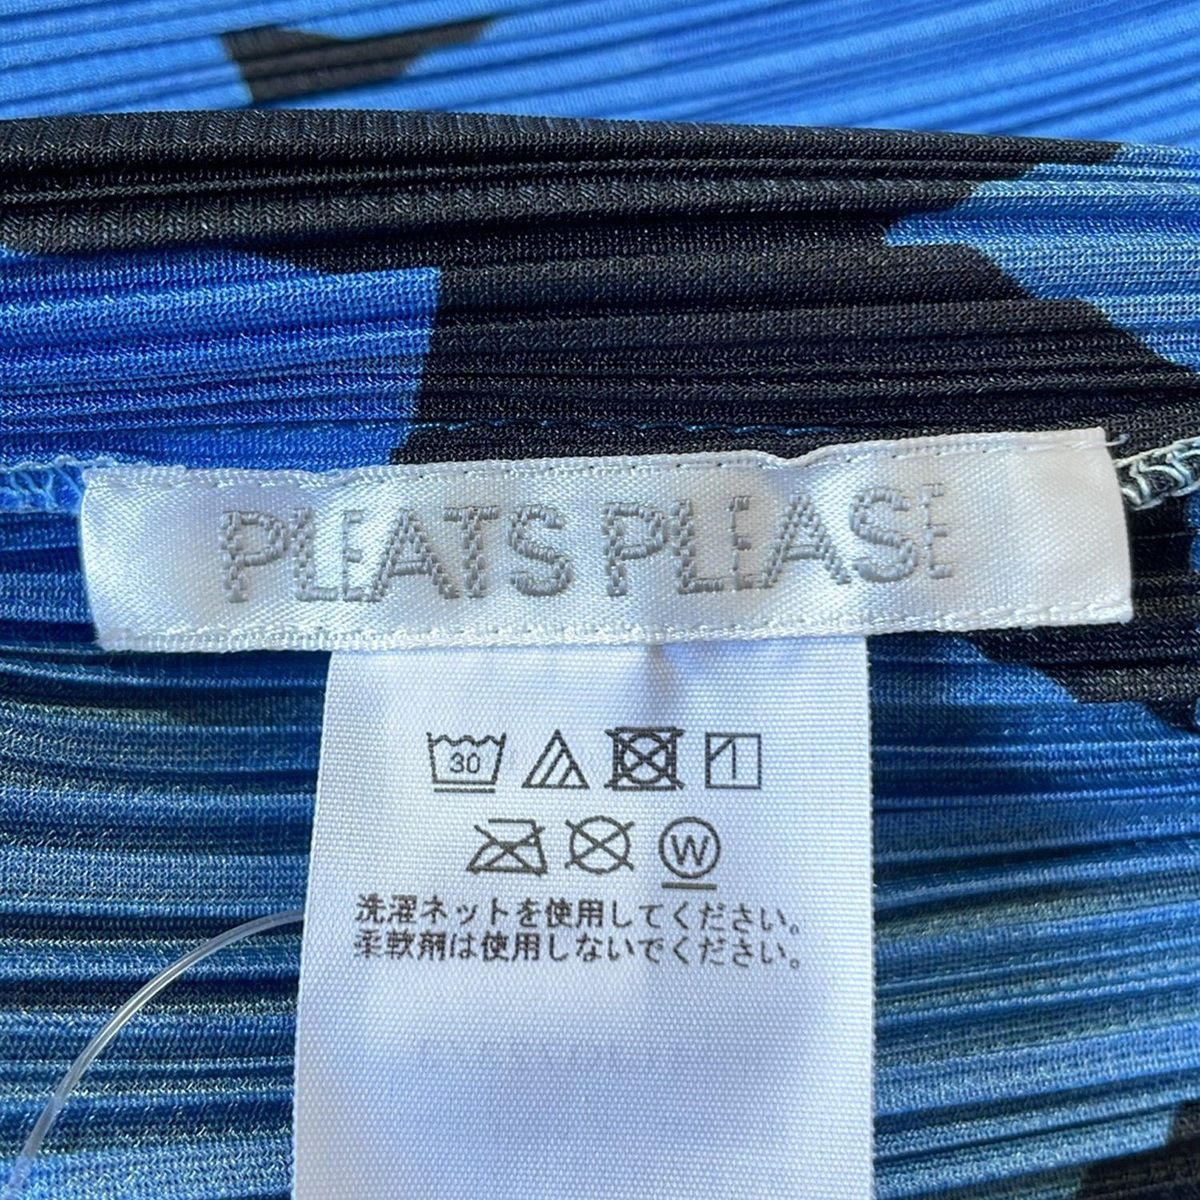 PLEATS PLEASE
30
W
洗濯ネットを使用してください。
柔軟剤は使用しないでください。